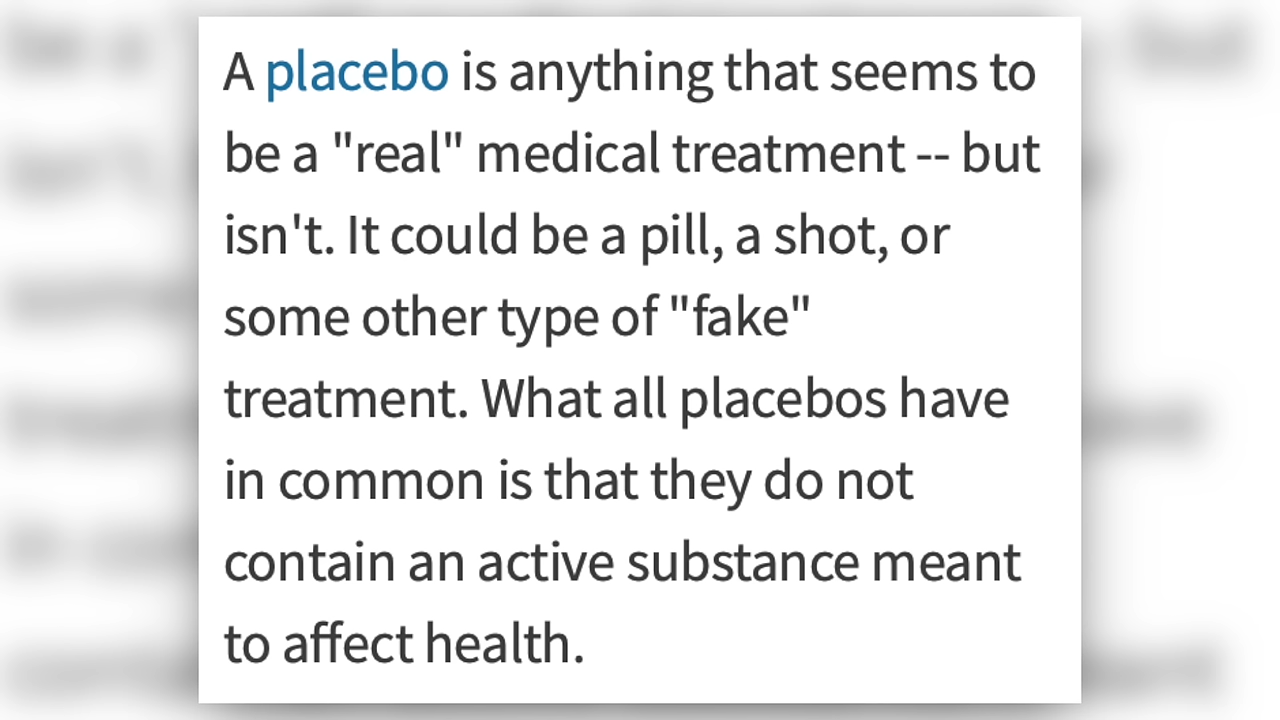 A placebo is anything that seems to
be a "real" medical treatment -- but
isn't. It could be a pill, a shot, or
some other type of "fake"
treatment. What all placebos have
in common is that they do not
contain an active substance meant
to affect health.